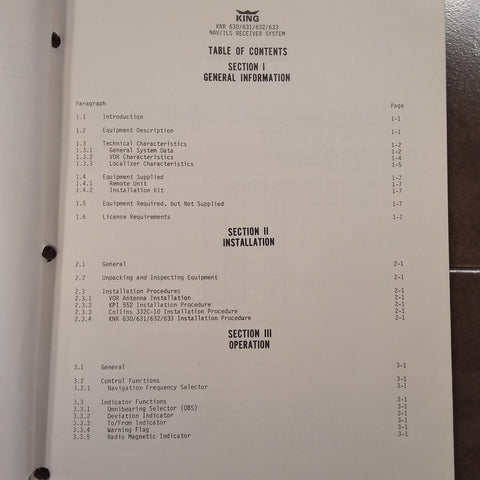 KING
KNR 630/631/632/633
NAV/ILS RECEIVER SYSTEM
TABLE OF CONTENTS
SECTION I
GENERAL INFORMATION
Paragraph Page
1.1 Introduction 1-1
1.2 Equipment Description 1-1
1.3 Technical Characteristics 1-2
1.3.1 General System Data 1-2
1.3.2 VOR Characteristics 1-4
1.3.3 Localizer Characteristics 1-5
1.4 Equipment Supplied 1-7
1.4.1 Remote Unit 1-7
1.4.2 Installation Kit 1-7
1.5 Equipment Required, but Not Supplied 1-7
1.6 License Requirements 1-7
SECTION II
INSTALLATION
2.1 General 2-1
2.2 Unpacking and Inspecting Equipment 2-1
2.3 Installation Procedures 2-1
2.3.1 VOR Antenna Installation 2-1
2.3.2 KPI 552 Installation Procedure 2-1
2.3.3 Collins 332C-10 Installation Procedure 2-1
2.3.4 KNR 630/631/632/633 Installation Procedure 2-1
SECTION III
OPERATION
3.1 General 3-1
3.2 Control Functions 3-1
3.2.1 Navigation Frequency Selector 3-1
3.3 Indicator Functions 3-1
3.3.1 Omnibearing Selector (OBS) 3-1
3.3.2 Deviation Indicator 3-1
3.3.3 To/From Indicator 3-1
3.3.4 Warning Flag 3-1
3.3.5 Radio Magnetic Indicator 3-1